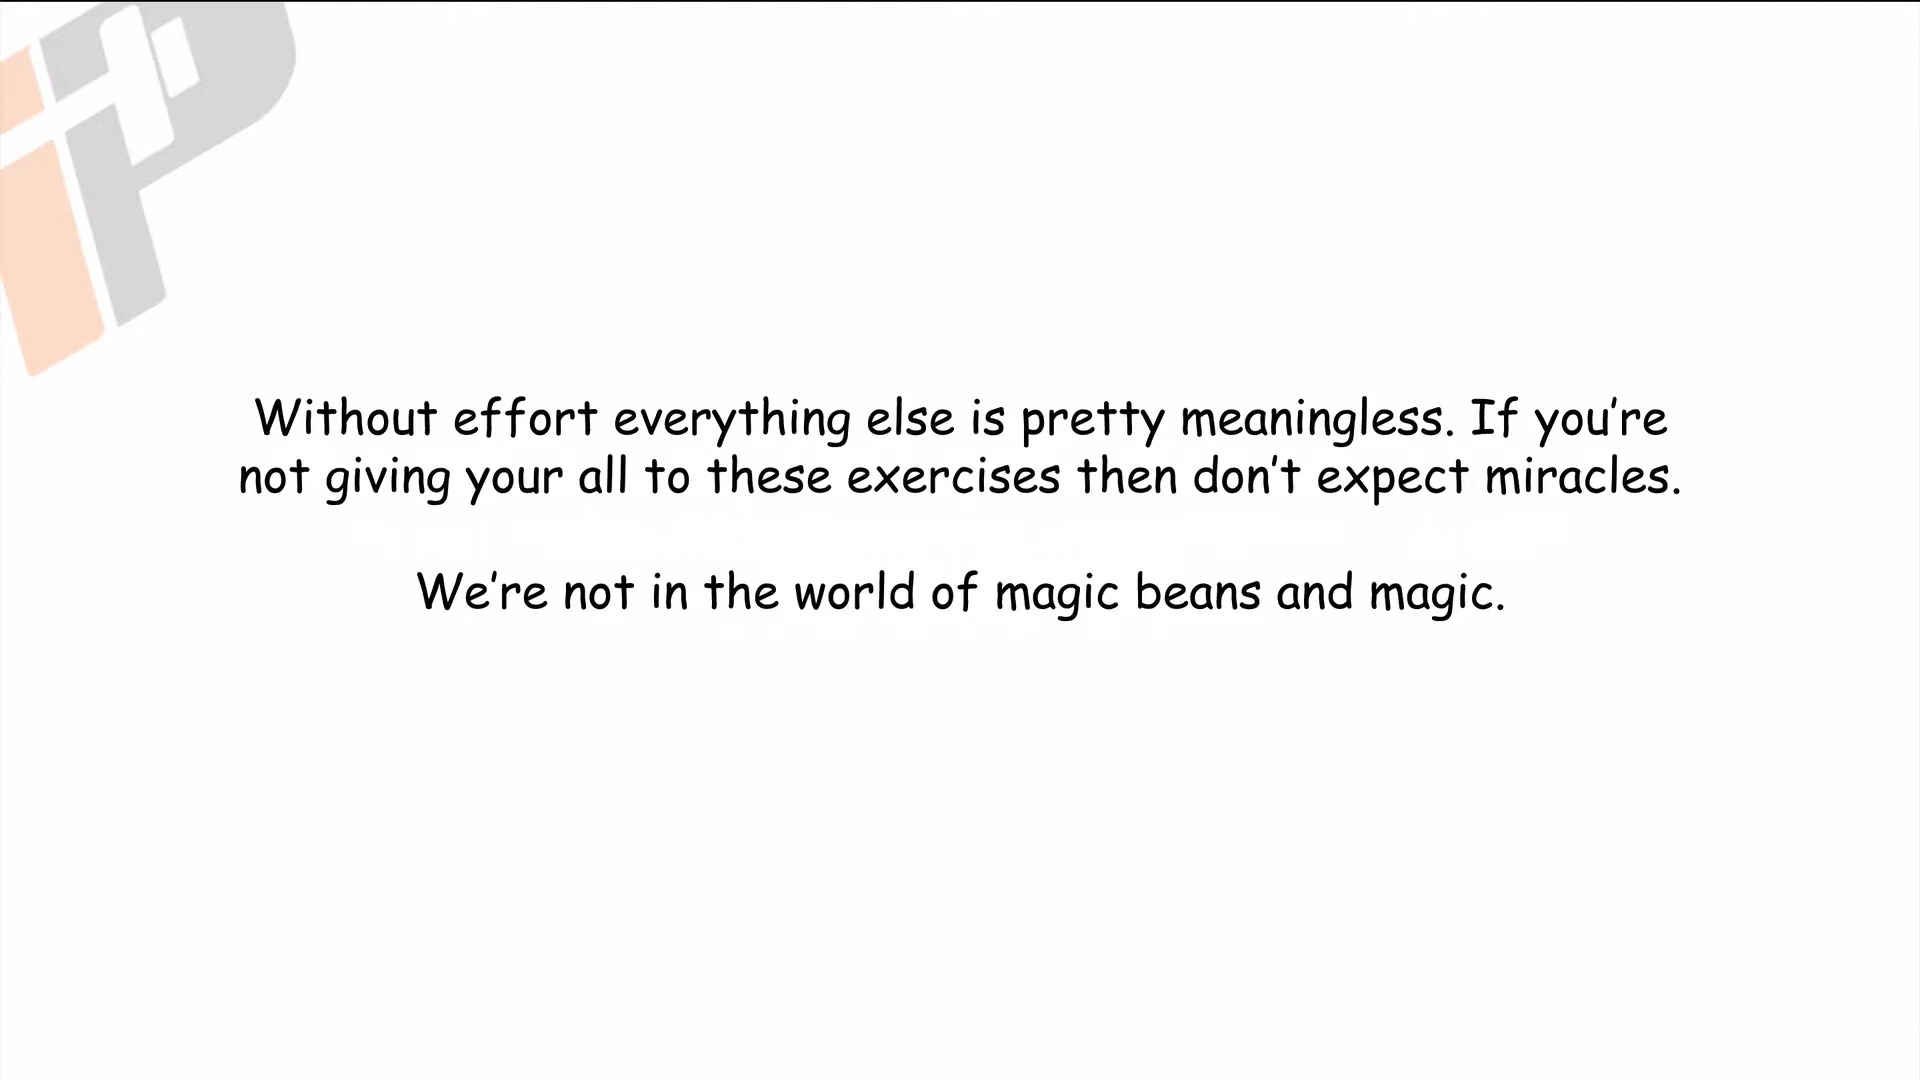 Without effort everything else is pretty meaningless. If you’re
not giving your all to these exercises then don’t expect miracles.
We’re not in the world of magic beans and magic.